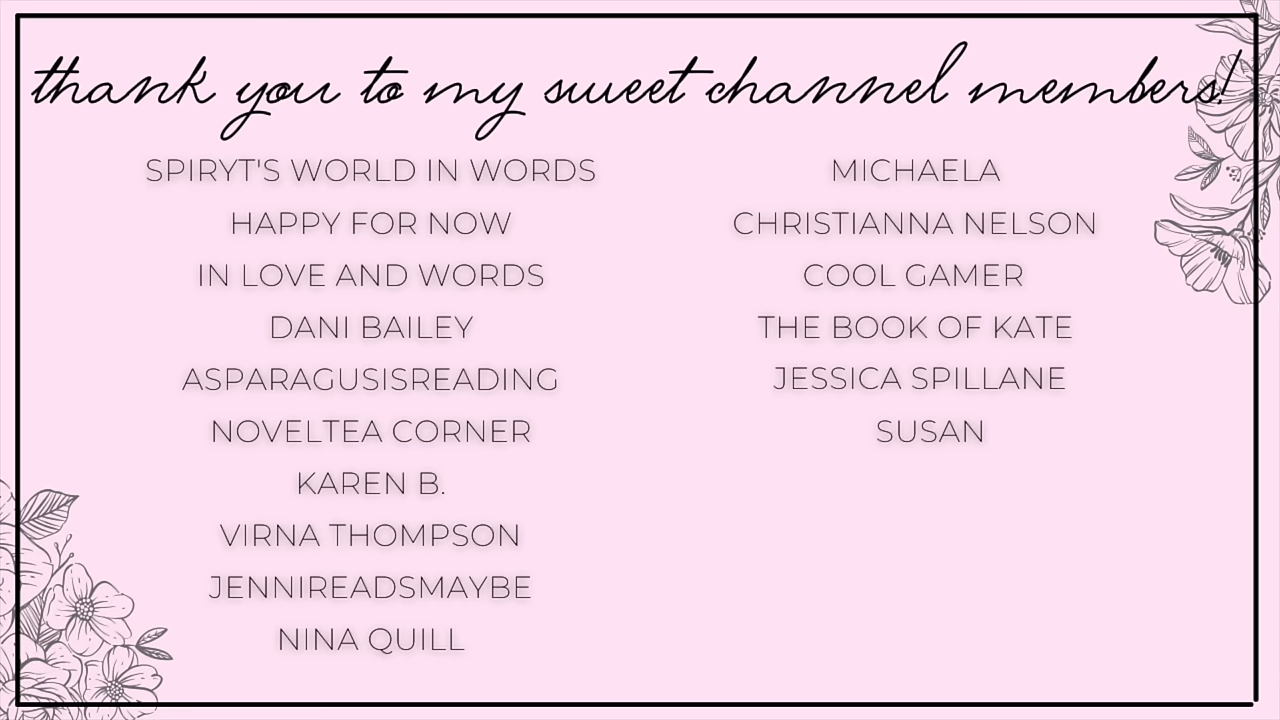 thank you to my sweet channel members!
SPIRYT'S WORLD IN WORDS
HAPPY FOR NOW
IN LOVE AND WORDS
DANI BAILEY
ASPARAGUSISREADING
NOVELTEA CORNER
KAREN B.
VIRNA THOMPSON
JENNIREADSMAYBE
NINA QUILL
MICHAELA
CHRISTIANNA NELSON
COOL GAMER
THE BOOK OF KATE
JESSICA SPILLANE
SUSAN